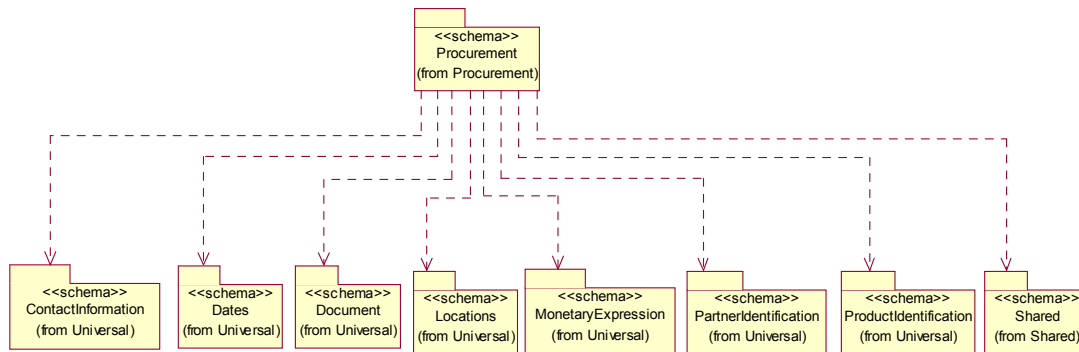 <<schema>>
Procurement
(from Procurement)
<<schema>>
ContactInformation
(from Universal)
<<schema>>
Dates
(from Universal)
<<schema>>
Document
(from Universal)
<<schema>>
Locations
(from Universal)
<<schema>>
MonetaryExpression
(from Universal)
<<schema>>
PartnerIdentification
(from Universal)
<<schema>>
ProductIdentification
(from Universal)
<<schema>>
Shared
(from Shared)